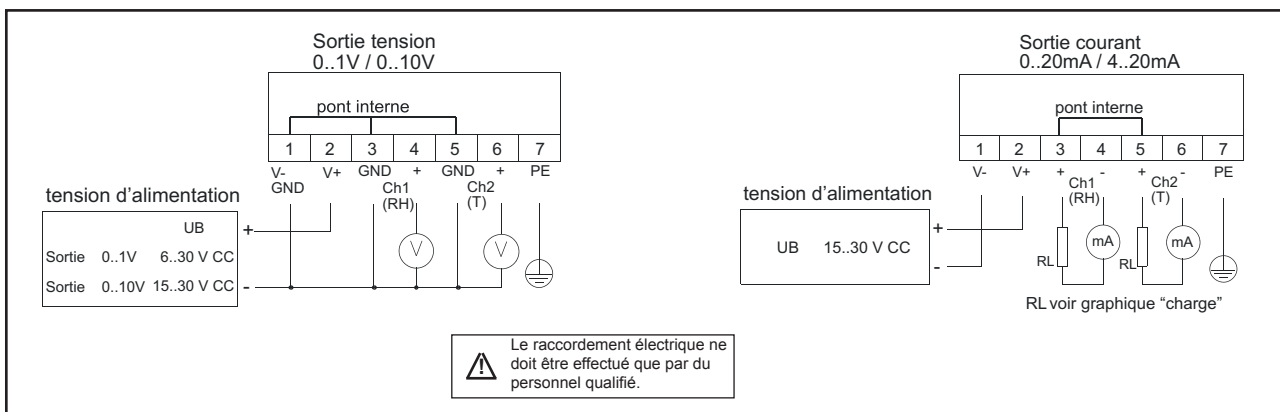 Sortie tension
0..1V / 0..10V
pont interne
1 2 3 4 5 6 7
V- V+ GND + GND + PE
GND Ch1 Ch2
(RH) (T)
tension d’alimentation
UB +
Sortie 0..1V 6..30 V CC
Sortie 0..10V 15..30 V CC -
V V
Sortie courant
0..20mA / 4..20mA
pont interne
1 2 3 4 5 6 7
V- V+ + - + - PE
Ch1 Ch2
(RH) (T)
tension d’alimentation
+
UB 15..30 V CC
-
RL mA RL mA
RL voir graphique “charge”
Le raccordement électrique ne
doit être effectué que par du
personnel qualifié.